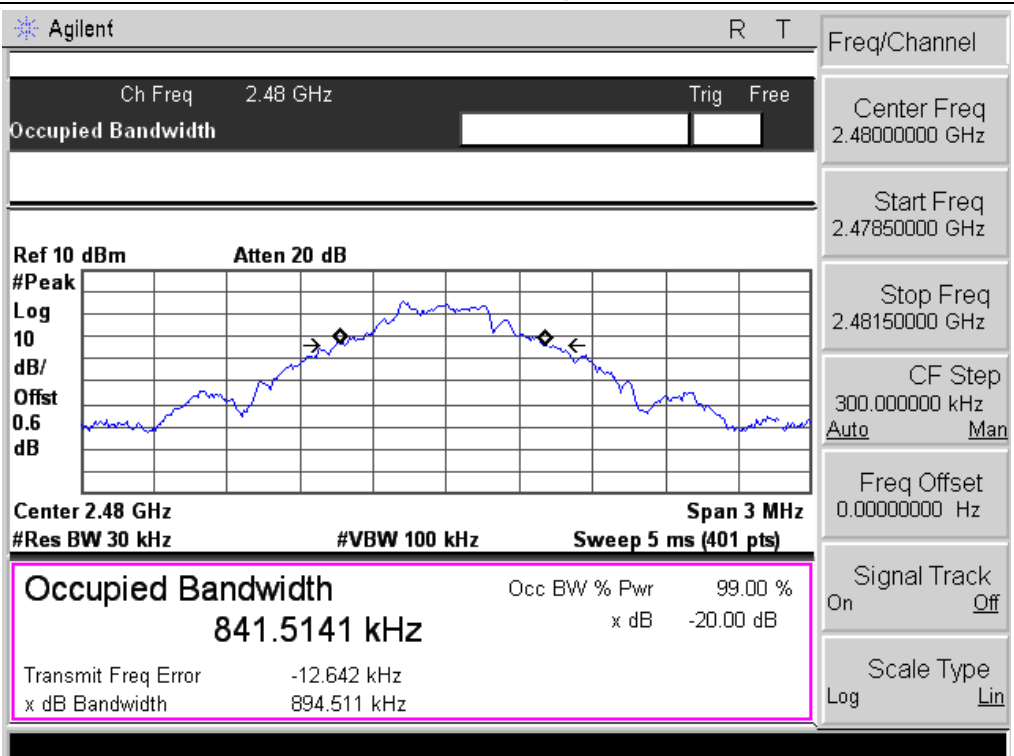 Agilent R T
Ch Freq 2.48 GHz Trig Free
Occupied Bandwidth
Ref 10 dBm Atten 20 dB
#Peak
Log
10
dB/
Offst
0.6
dB
Center 2.48 GHz Span 3 MHz
#Res BW 30 kHz #VBW 100 kHz Sweep 5 ms (401 pts)
Occupied Bandwidth Occ BW % Pwr 99.00 %
841.5141 kHz x dB -20.00 dB
Transmit Freq Error -12.642 kHz
x dB Bandwidth 894.511 kHz
Freq/Channel
Center Freq
2.48000000 GHz
Start Freq
2.47850000 GHz
Stop Freq
2.48150000 GHz
CF Step
300.000000 kHz
Auto Man
Freq Offset
0.00000000 Hz
Signal Track
On Off
Scale Type
Log Lin